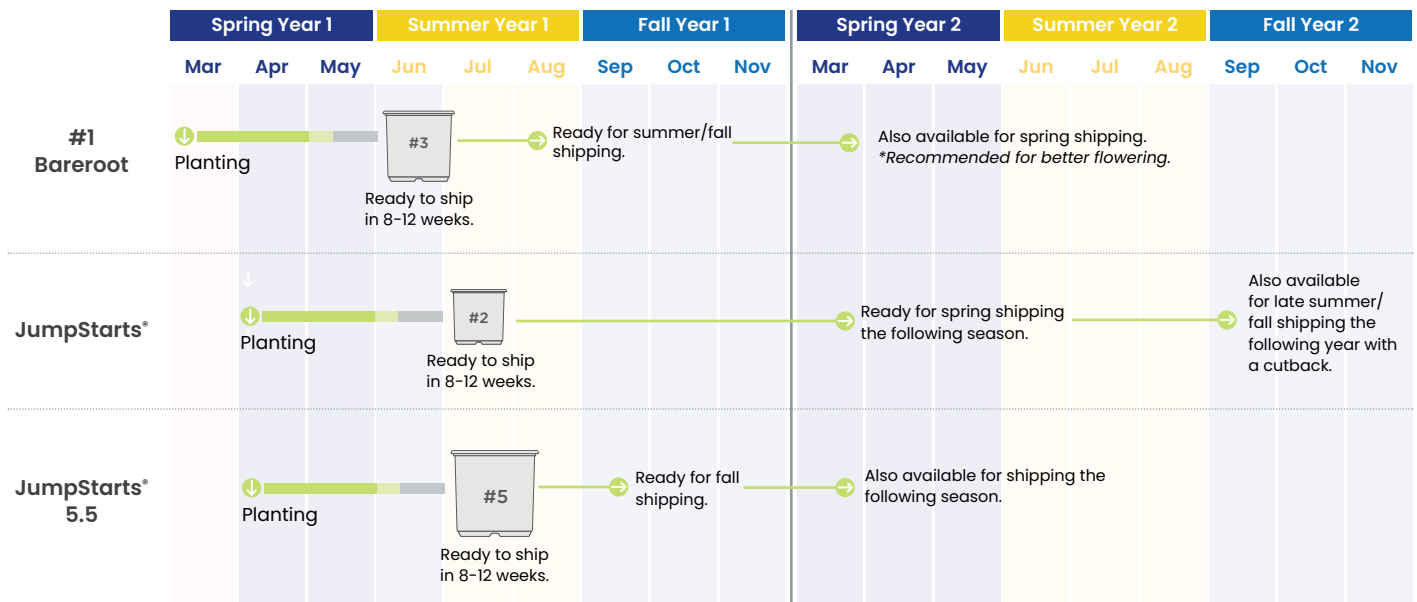 Spring Year 1 Summer Year 1 Fall Year 1 Spring Year 2 Summer Year 2 Fall Year 2
Mar Apr May Jun Jul Aug Sep Oct Nov Mar Apr May Jun Jul Aug Sep Oct Nov
#1
Bareroot
Planting
#3
Ready to ship
in 8-12 weeks.
Ready for summer/fall
shipping.
Also available for spring shipping.
*Recommended for better flowering.
JumpStarts®
Planting
#2
Ready to ship
in 8-12 weeks.
Ready for spring shipping
the following season.
Also available
for late summer/
fall shipping the
following year with
a cutback.
JumpStarts®
5.5
Planting
#5
Ready to ship
in 8-12 weeks.
Ready for fall
shipping.
Also available for shipping the
following season.